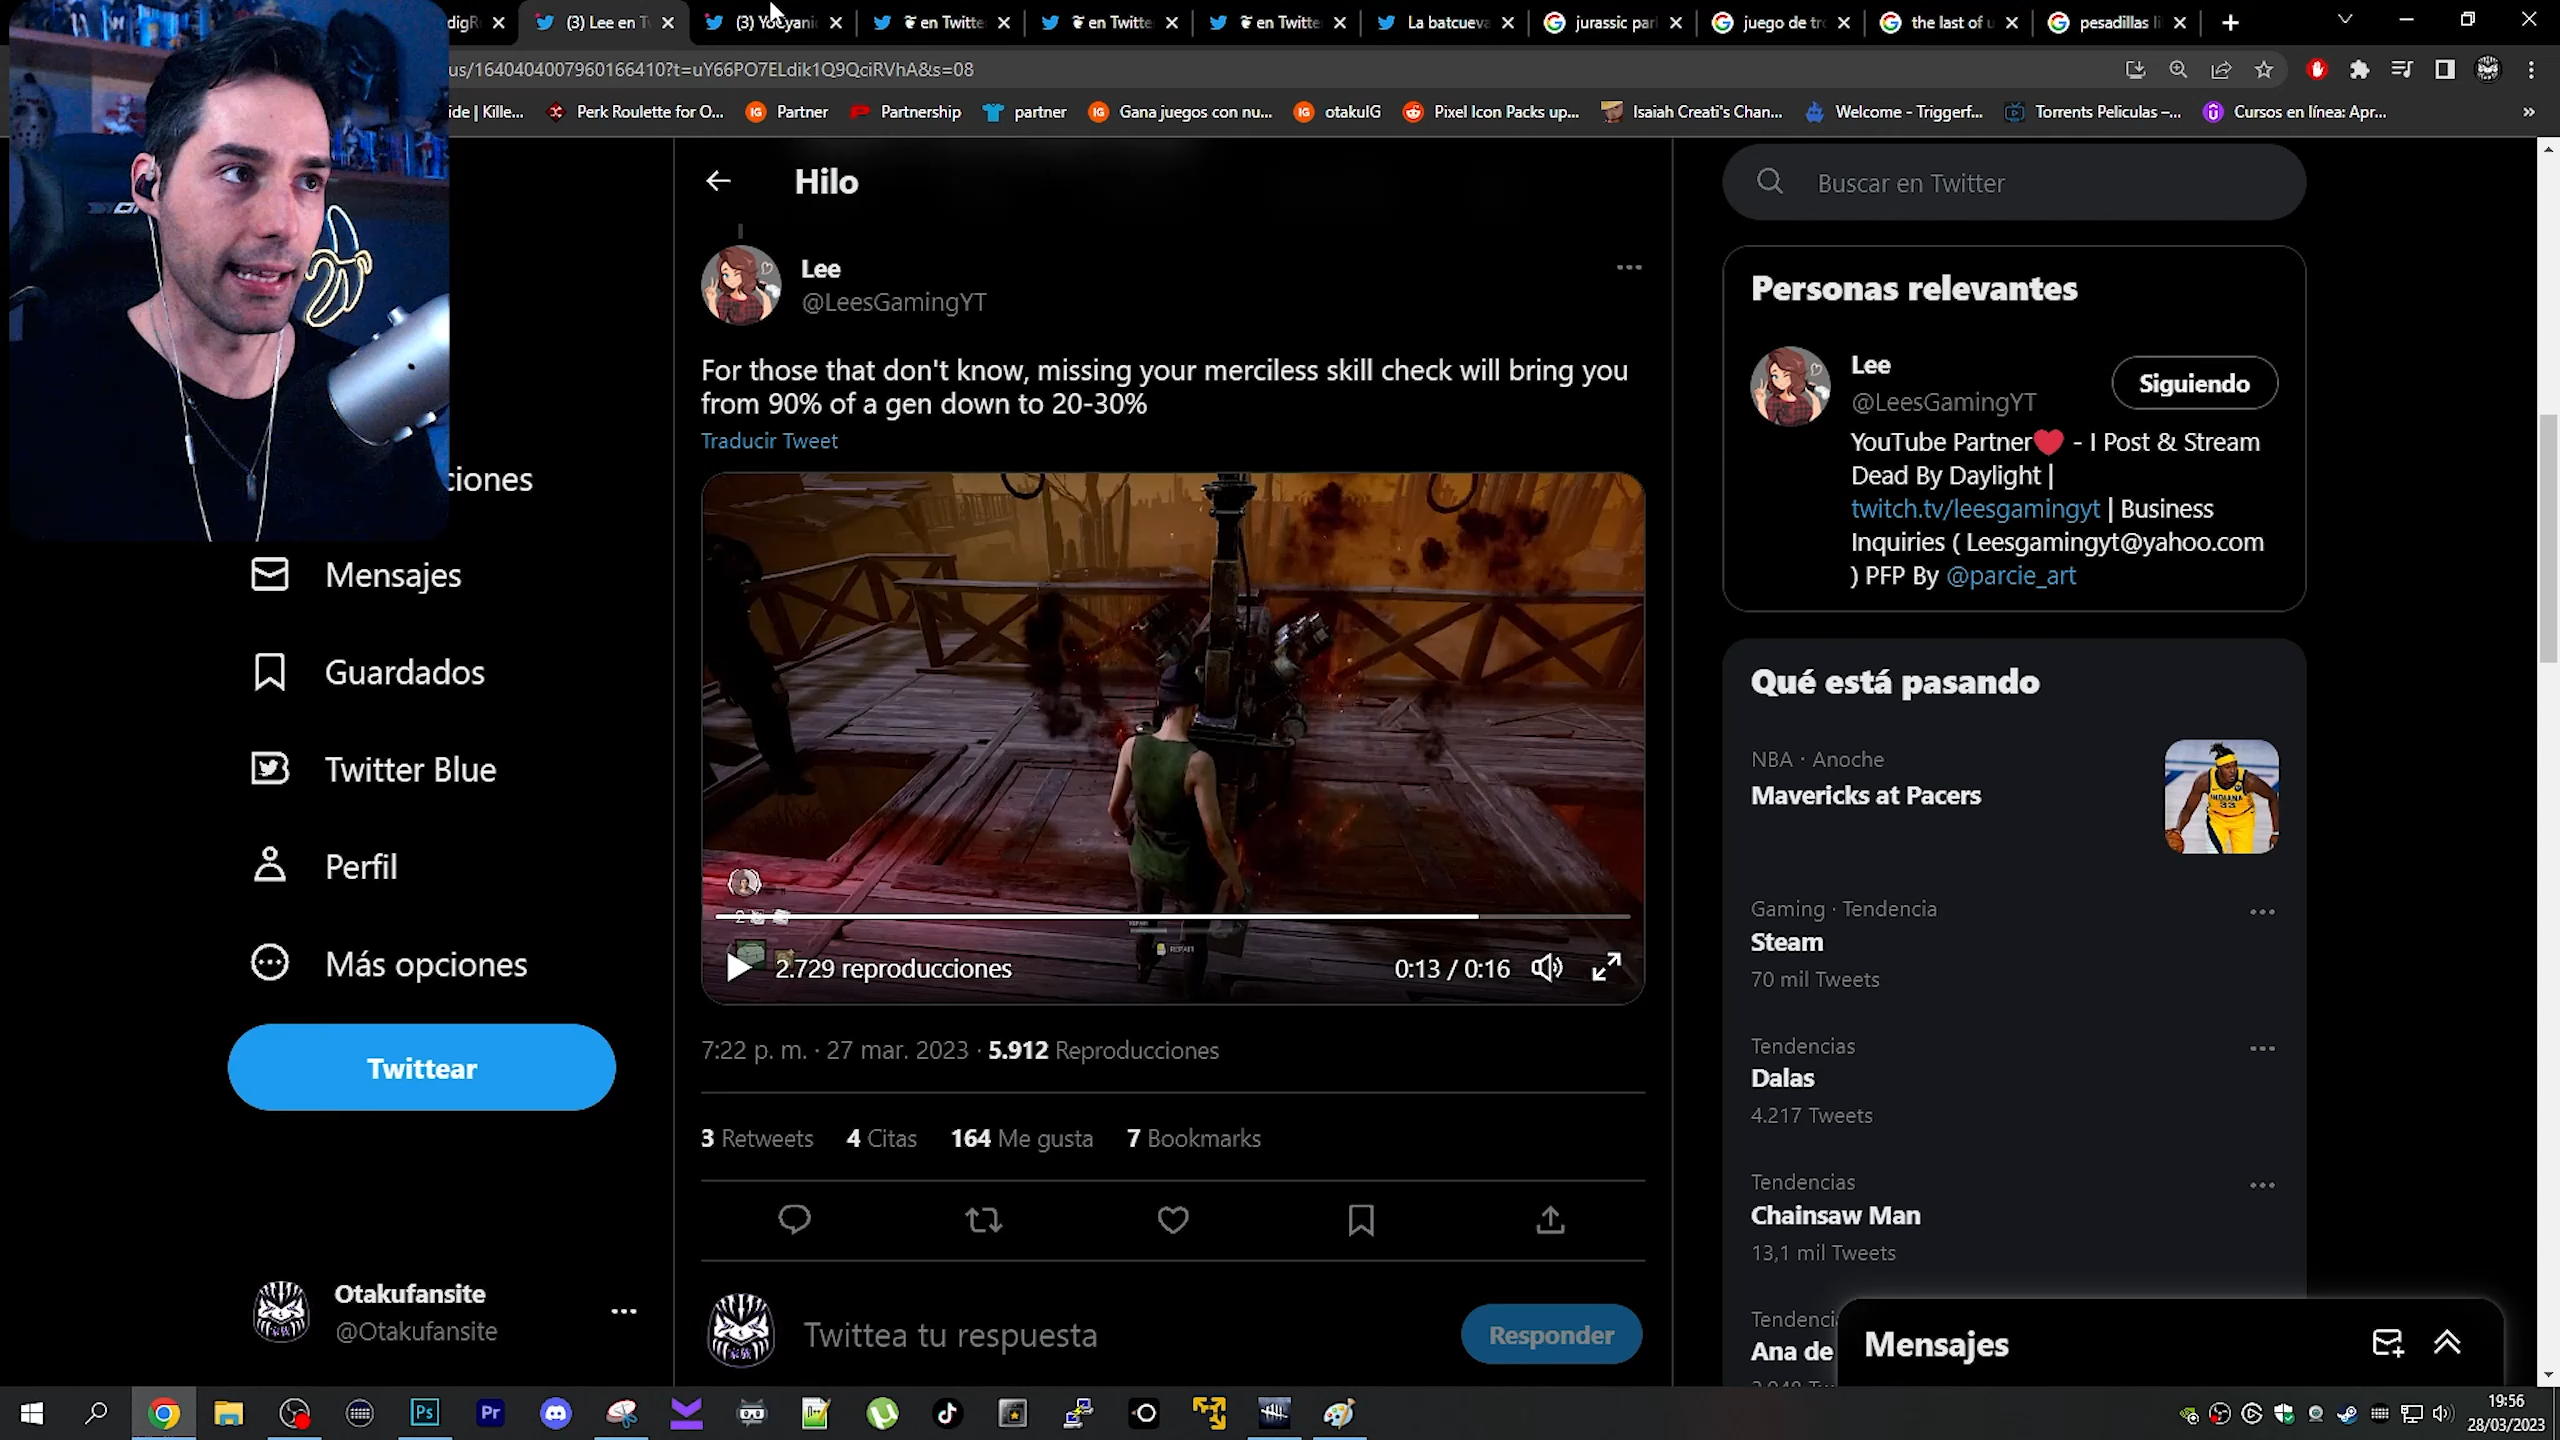 digR
(3) Lee en T
(3) YoCyani
en Twitte
en Twitte
en Twitte
La batcueva
jurassic par
juego de tr
the last of u
pesadillas li
us/1640404007960166410?t=uY66PO7ELdik1Q9QciRVhA&s=08
ide | Kille...
Perk Roulette for O...
Partner
Partnership
partner
Gana juegos con nu...
otakuIG
Pixel Icon Packs up...
Isaiah Creati's Chan...
Welcome - Triggerf...
Torrents Peliculas –...
Cursos en línea: Apr...
ciones
Mensajes
Guardados
Twitter Blue
Perfil
Más opciones
Twittear
Otakufansite
@Otakufansite
Hilo
Lee
@LeesGamingYT
For those that don't know, missing your merciless skill check will bring you
from 90% of a gen down to 20-30%
Traducir Tweet
2
REPAIR
2.729 reproducciones
0:13 / 0:16
7:22 p. m. · 27 mar. 2023 · 5.912 Reproducciones
3 Retweets 4 Citas 164 Me gusta 7 Bookmarks
Twittea tu respuesta
Responder
Buscar en Twitter
Personas relevantes
Lee
@LeesGamingYT
Siguiendo
YouTube Partner❤️ - I Post & Stream
Dead By Daylight |
twitch.tv/leesgamingyt | Business
Inquiries ( Leesgamingyt@yahoo.com
) PFP By @parcie_art
Qué está pasando
NBA · Anoche
Mavericks at Pacers
INDIANA
33
Gaming · Tendencia
Steam
70 mil Tweets
Tendencias
Dalas
4.217 Tweets
Tendencias
Chainsaw Man
13,1 mil Tweets
Tendenci
Ana de
Mensajes
Ps
Pr
19:56
28/03/2023